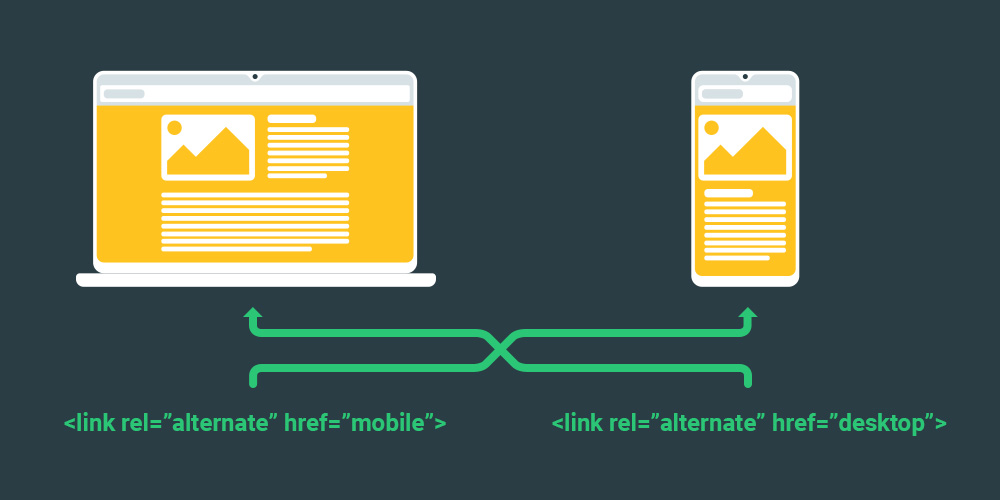 <link rel=”alternate” href=”mobile”>
<link rel=”alternate” href=”desktop”>